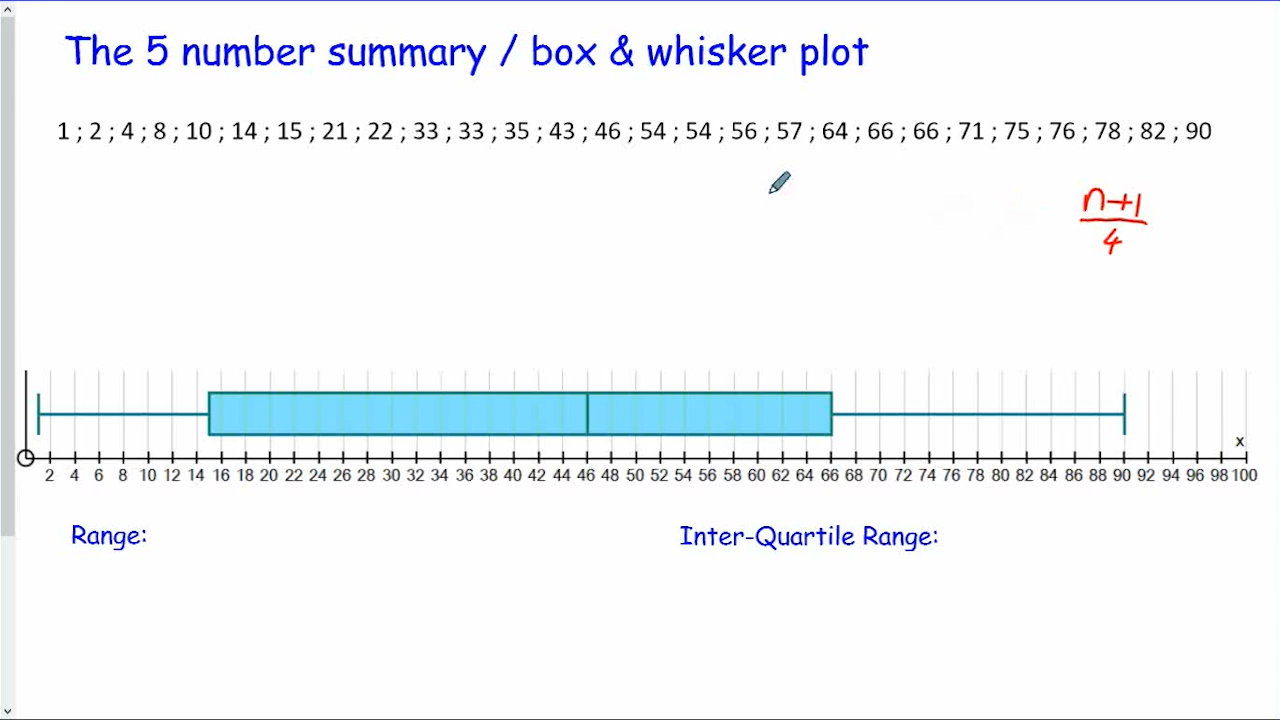 The 5 number summary / box & whisker plot
1 ; 2 ; 4 ; 8 ; 10 ; 14 ; 15 ; 21 ; 22 ; 33 ; 33 ; 35 ; 43 ; 46 ; 54 ; 54 ; 56 ; 57 ; 64 ; 66 ; 66 ; 71 ; 75 ; 76 ; 78 ; 82 ; 90
n+1
4
x
2 4 6 8 10 12 14 16 18 20 22 24 26 28 30 32 34 36 38 40 42 44 46 48 50 52 54 56 58 60 62 64 66 68 70 72 74 76 78 80 82 84 86 88 90 92 94 96 98 100
Range:
Inter-Quartile Range: